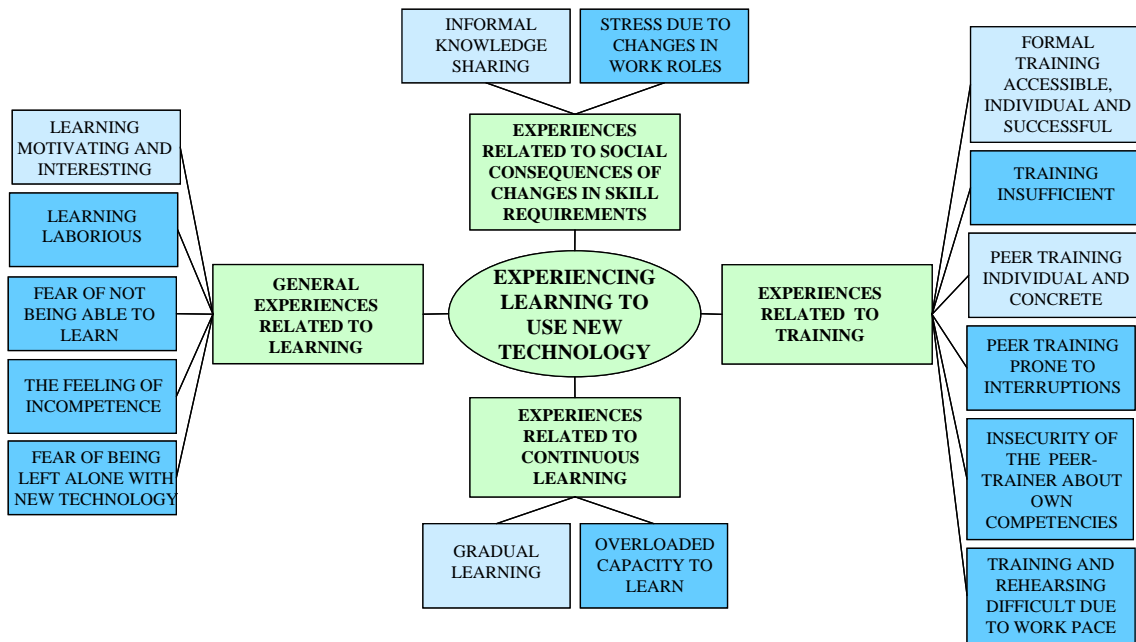 INFORMAL
KNOWLEDGE
SHARING
STRESS DUE TO
CHANGES IN
WORK ROLES
EXPERIENCES
RELATED TO SOCIAL
CONSEQUENCES OF
CHANGES IN SKILL
REQUIREMENTS
LEARNING
MOTIVATING AND
INTERESTING
LEARNING
LABORIOUS
FEAR OF NOT
BEING ABLE TO
LEARN
THE FEELING OF
INCOMPETENCE
FEAR OF BEING
LEFT ALONE WITH
NEW TECHNOLOGY
GENERAL
EXPERIENCES
RELATED TO
LEARNING
EXPERIENCING
LEARNING TO
USE NEW
TECHNOLOGY
EXPERIENCES
RELATED TO
TRAINING
FORMAL
TRAINING
ACCESSIBLE,
INDIVIDUAL AND
SUCCESSFUL
TRAINING
INSUFFICIENT
PEER TRAINING
INDIVIDUAL AND
CONCRETE
PEER TRAINING
PRONE TO
INTERRUPTIONS
INSECURITY OF
THE PEER-
TRAINER ABOUT
OWN
COMPETENCIES
TRAINING AND
REHEARSING
DIFFICULT DUE
TO WORK PACE
EXPERIENCES
RELATED TO
CONTINUOUS
LEARNING
GRADUAL
LEARNING
OVERLOADED
CAPACITY TO
LEARN